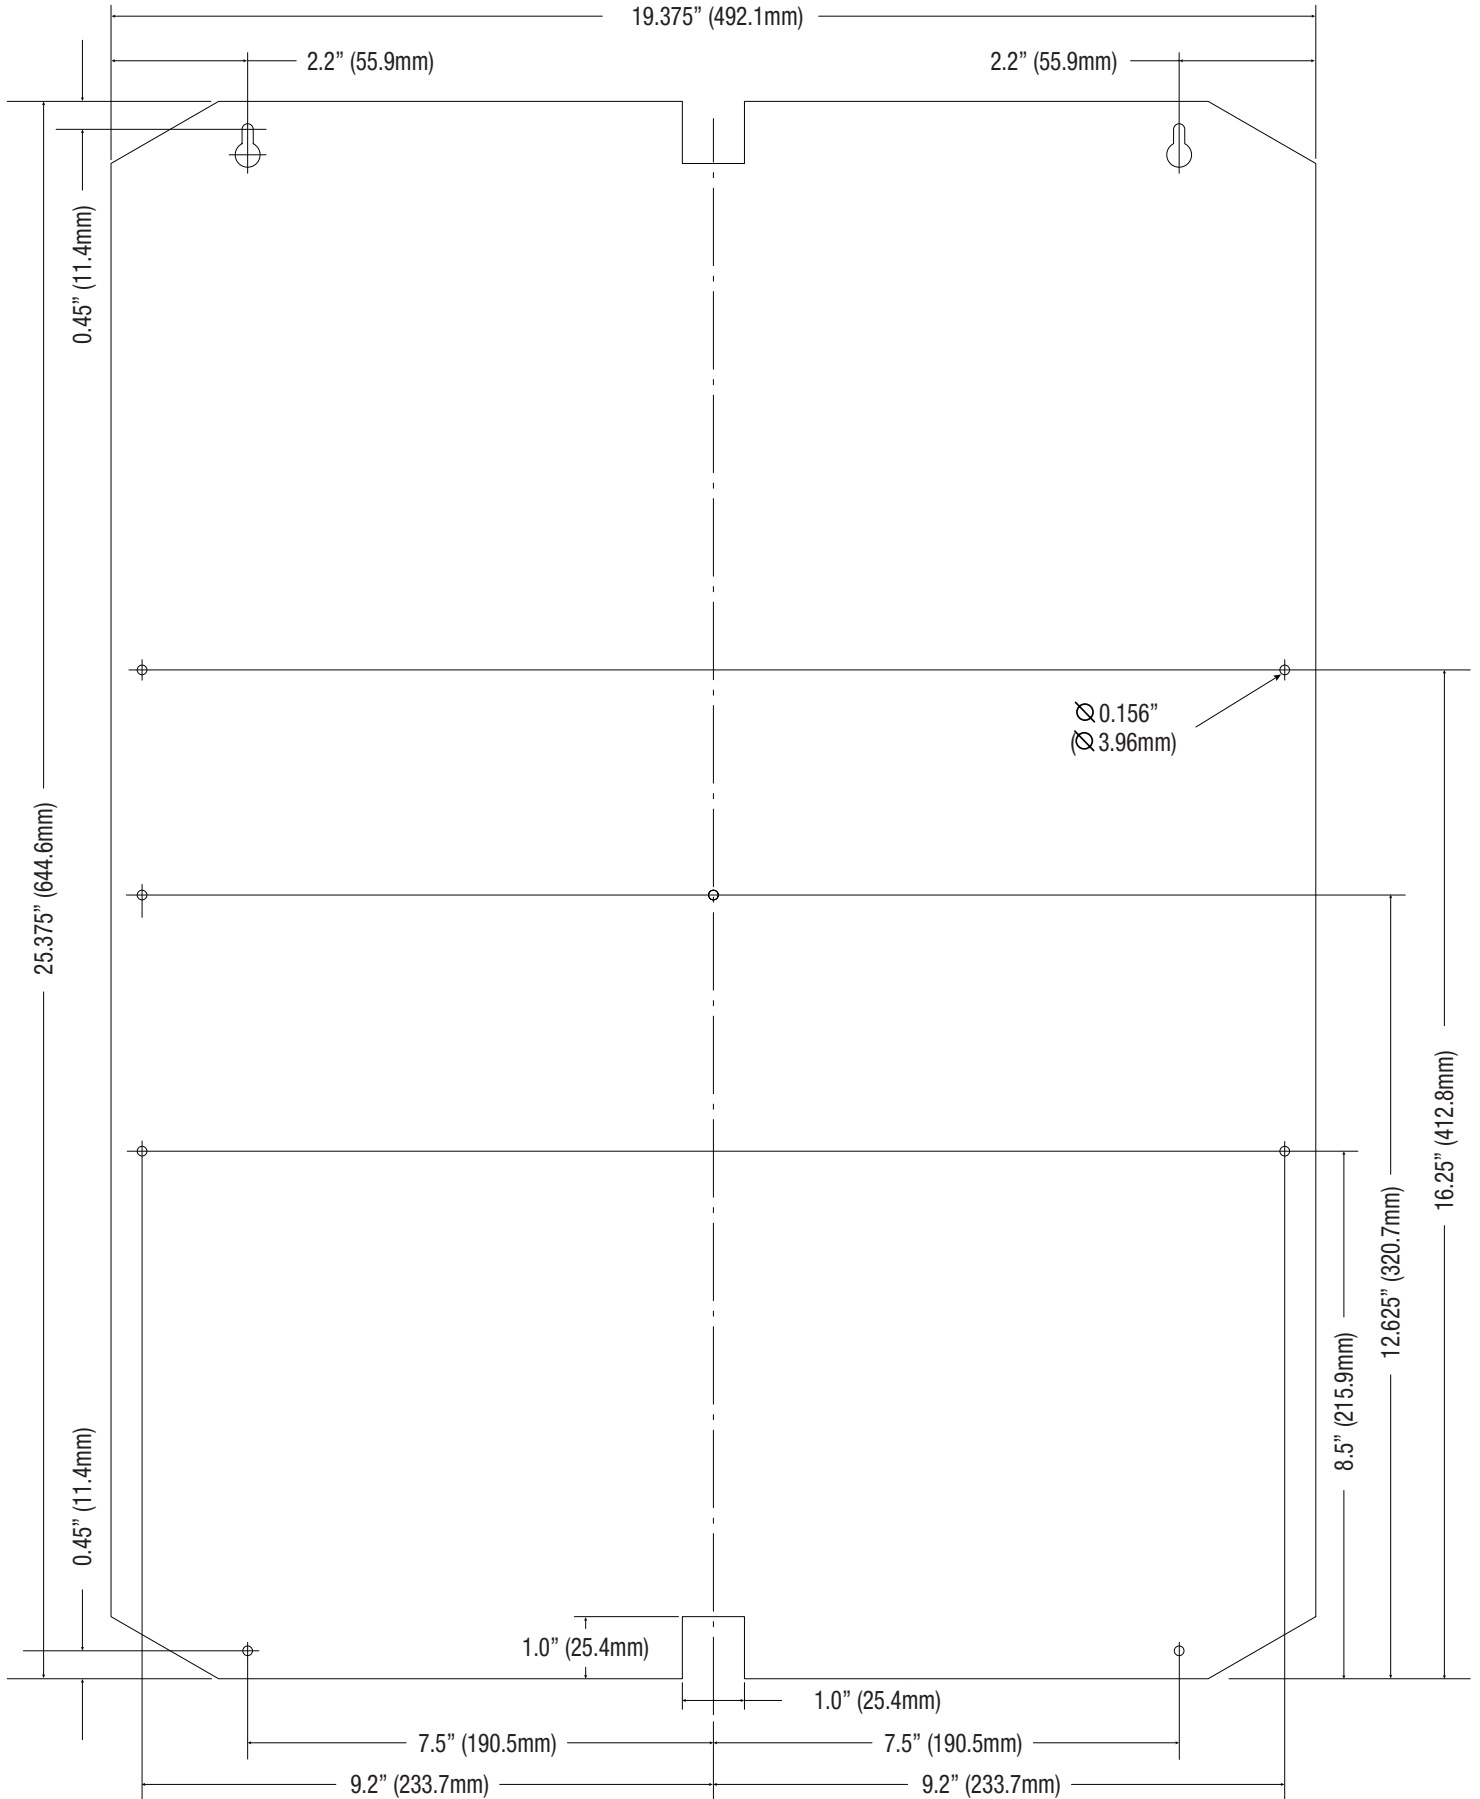 19.375” (492.1mm)
2.2” (55.9mm)
2.2” (55.9mm)
0.45” (11.4mm)
Ø 0.156”
(Ø 3.96mm)
25.375” (644.6mm)
16.25” (412.8mm)
12.625” (320.7mm)
8.5” (215.9mm)
0.45” (11.4mm)
1.0” (25.4mm)
1.0” (25.4mm)
7.5” (190.5mm)
7.5” (190.5mm)
9.2” (233.7mm)
9.2” (233.7mm)